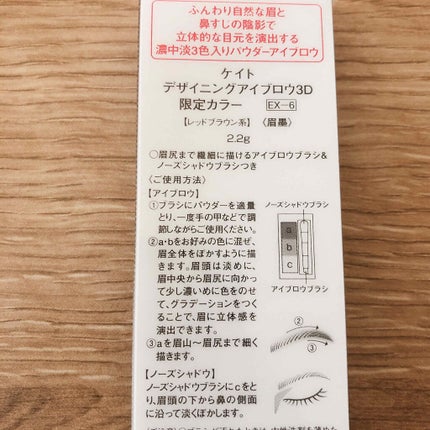 ふんわり自然な眉と
鼻すじの陰影で
立体的な目元を演出する
濃中淡3色入りパウダーアイブロウ
ケイト
デザイニングアイブロウ3D
限定カラー EX-6
【レッドブラウン系】〈眉墨〉
2.2g
○眉尻まで繊細に描けるアイブロウブラシ&
ノーズシャドウブラシつき
〈ご使用方法〉
【アイブロウ】
①ブラシにパウダーを適量
とり、一度手の甲などで調
節しながらご使用ください。
②a・bをお好みの色に混ぜ、
眉全体をぼかすように描
きます。眉頭は淡めに、
眉中央から眉尻に向かっ
て少し濃いめに色をのせ
て、グラデーションをつく
ることで、眉に立体感を
演出できます。
③aを眉山～眉尻まで細く
描きます。
【ノーズシャドウ】
ノーズシャドウブラシにcをと
り、眉頭の下から鼻の側面
に沿って淡くぼかします。
ノーズシャドウブラシ
a
b
c
アイブロウブラシ
②
③